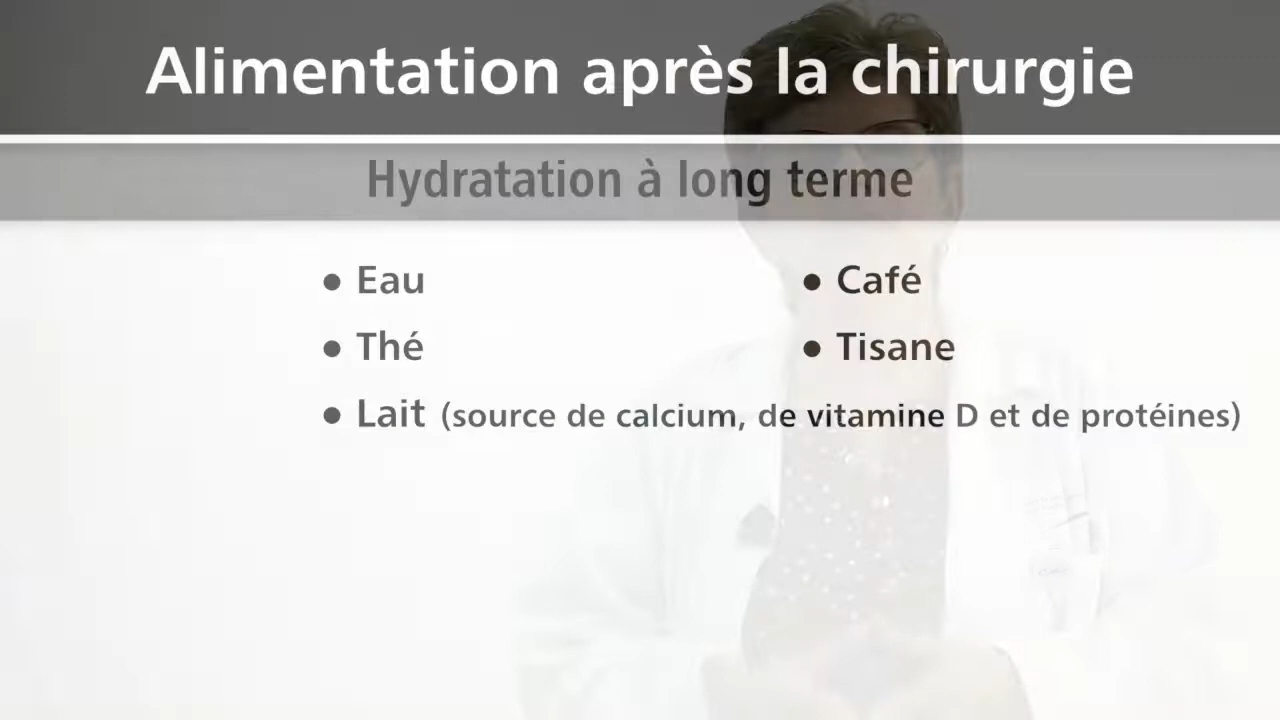 Alimentation après la chirurgie
Hydratation à long terme
● Eau
● Café
● Thé
● Tisane
● Lait (source de calcium, de vitamine D et de protéines)